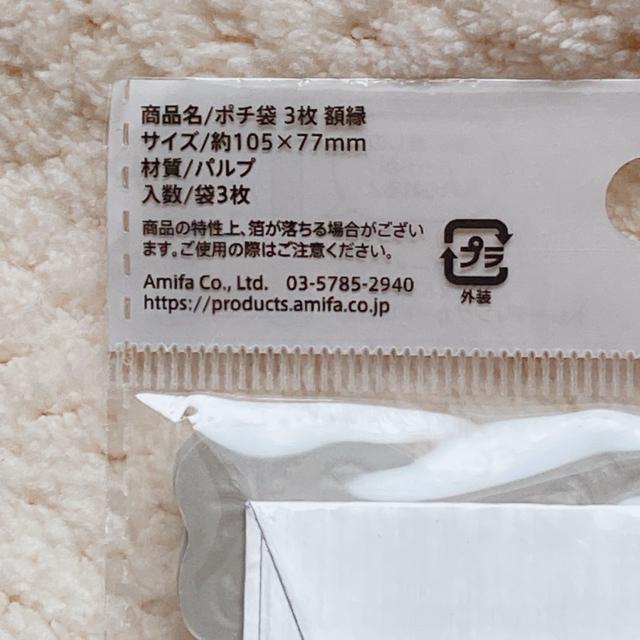 商品名/ポチ袋 3枚 額縁
サイズ/約105×77mm
材質/パルプ
入数/袋3枚
商品の特性上、箔が落ちる場合がござい
ます。ご使用の際はご注意ください。
Amifa Co., Ltd. 03-5785-2940
https://products.amifa.co.jp
プラ
外装